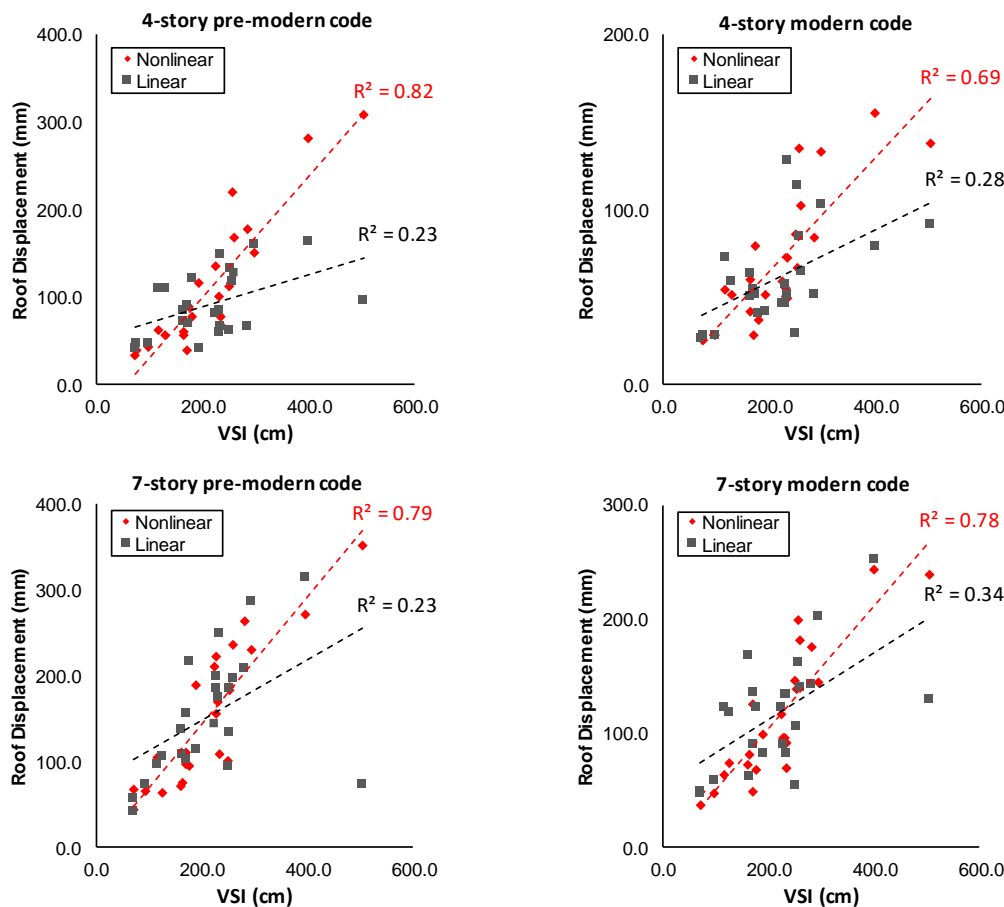 4-story pre-modern code
400.0
300.0
200.0
100.0
0.0
Roof Displacement (mm)
Nonlinear
Linear
R² = 0.82
R² = 0.23
0.0 200.0 400.0 600.0
VSI (cm)
4-story modern code
200.0
100.0
0.0
Roof Displacement (mm)
Nonlinear
Linear
R² = 0.69
R² = 0.28
0.0 200.0 400.0 600.0
VSI (cm)
7-story pre-modern code
400.0
300.0
200.0
100.0
0.0
Roof Displacement (mm)
Nonlinear
Linear
R² = 0.79
R² = 0.23
0.0 200.0 400.0 600.0
VSI (cm)
7-story modern code
300.0
200.0
100.0
0.0
Roof Displacement (mm)
Nonlinear
Linear
R² = 0.78
R² = 0.34
0.0 200.0 400.0 600.0
VSI (cm)